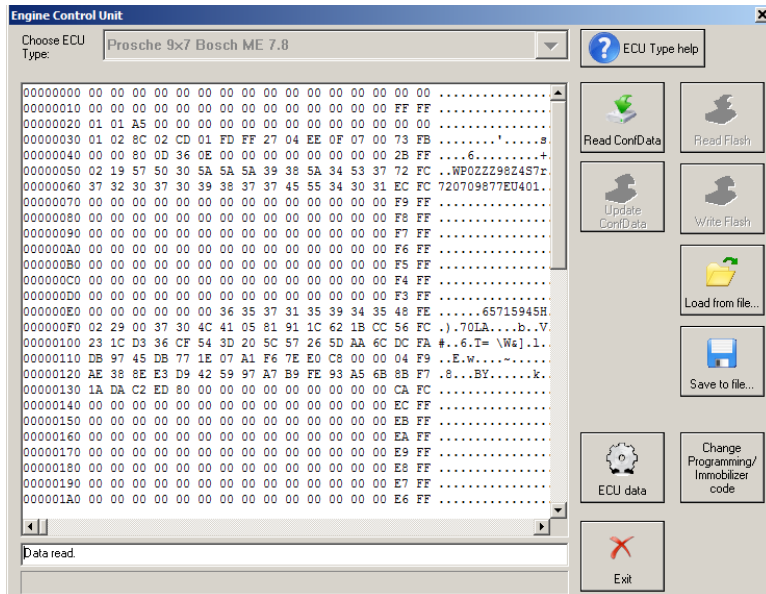 Engine Control Unit
Choose ECU
Type:
Prosche 9x7 Bosch ME 7.8
ECU Type help
00000000 00 00 00 00 00 00 00 00 00 00 00 00 00 00 00 00 ................
00000010 00 00 00 00 00 00 00 00 00 00 00 00 00 00 FF FF ................
00000020 01 01 A5 00 00 00 00 00 00 00 00 00 00 00 00 00 ................
00000030 01 02 8C 02 CD 01 FD FF 27 04 EE 0F 07 00 73 FB ........'.....s.
00000040 00 00 80 0D 36 0E 00 00 00 00 00 00 00 00 2B FF ....6.........+.
00000050 02 19 57 50 30 5A 5A 5A 39 38 5A 34 53 37 72 FC ..WP0ZZZ98Z4S7r.
00000060 37 32 30 37 30 39 38 37 37 45 55 34 30 31 EC FC 720709877EU401..
00000070 00 00 00 00 00 00 00 00 00 00 00 00 00 00 F9 FF ................
00000080 00 00 00 00 00 00 00 00 00 00 00 00 00 00 F8 FF ................
00000090 00 00 00 00 00 00 00 00 00 00 00 00 00 00 F7 FF ................
000000A0 00 00 00 00 00 00 00 00 00 00 00 00 00 00 F6 FF ................
000000B0 00 00 00 00 00 00 00 00 00 00 00 00 00 00 F5 FF ................
000000C0 00 00 00 00 00 00 00 00 00 00 00 00 00 00 F4 FF ................
000000D0 00 00 00 00 00 00 00 00 00 00 00 00 00 00 F3 FF ................
000000E0 00 00 00 00 00 00 36 35 37 31 35 39 34 35 48 FE ......65715945H.
000000F0 02 29 00 37 30 4C 41 05 81 91 1C 62 1B CC 56 FC .).70LA....b..V.
00000100 23 1C D3 36 CF 54 3D 20 5C 57 26 5D AA 6C DC FA #..6.T= \W&].l..
00000110 DB 97 45 DB 77 1E 07 A1 F6 7E E0 C8 00 00 04 F9 ..E.w....~......
00000120 AE 38 8E E3 D9 42 59 97 A7 B9 FE 93 A5 6B 8B F7 .8...BY......k..
00000130 1A DA C2 ED 80 00 00 00 00 00 00 00 00 00 CA FC ................
00000140 00 00 00 00 00 00 00 00 00 00 00 00 00 00 EC FF ................
00000150 00 00 00 00 00 00 00 00 00 00 00 00 00 00 EB FF ................
00000160 00 00 00 00 00 00 00 00 00 00 00 00 00 00 EA FF ................
00000170 00 00 00 00 00 00 00 00 00 00 00 00 00 00 E9 FF ................
00000180 00 00 00 00 00 00 00 00 00 00 00 00 00 00 E8 FF ................
00000190 00 00 00 00 00 00 00 00 00 00 00 00 00 00 E7 FF ................
000001A0 00 00 00 00 00 00 00 00 00 00 00 00 00 00 E6 FF ................
Data read.
Read ConfData
Read Flash
Update
ConfData
Write Flash
Load from file...
Save to file...
ECU data
Change
Programming/
Immobilizer
code
Exit